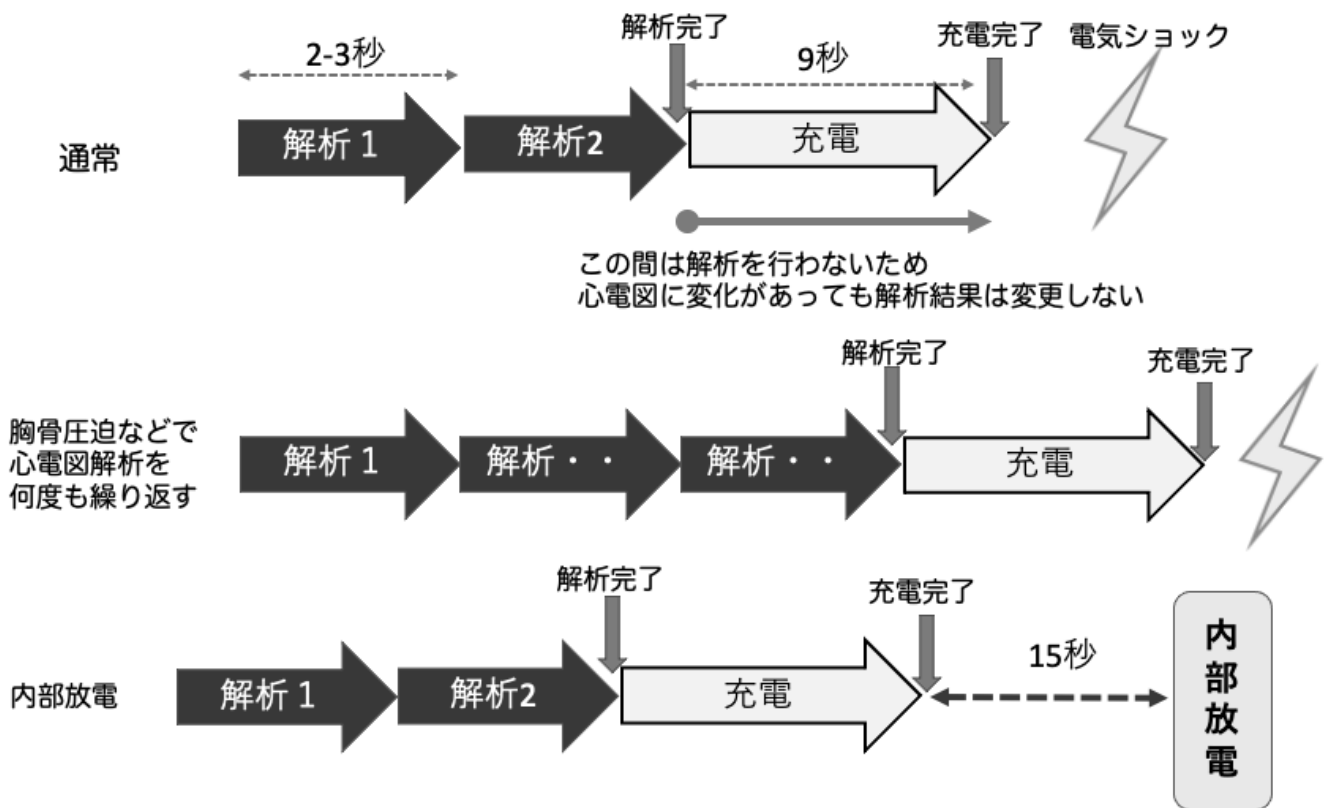 解析完了
充電完了
電気ショック
2-3秒
9秒
通常
解析 1
解析2
充電
この間は解析を行わないため
心電図に変化があっても解析結果は変更しない
解析完了
充電完了
胸骨圧迫などで
心電図解析を
何度も繰り返す
解析 1
解析・・
解析・・
充電
解析完了
充電完了
内部放電
解析 1
解析2
充電
15秒
内部放電